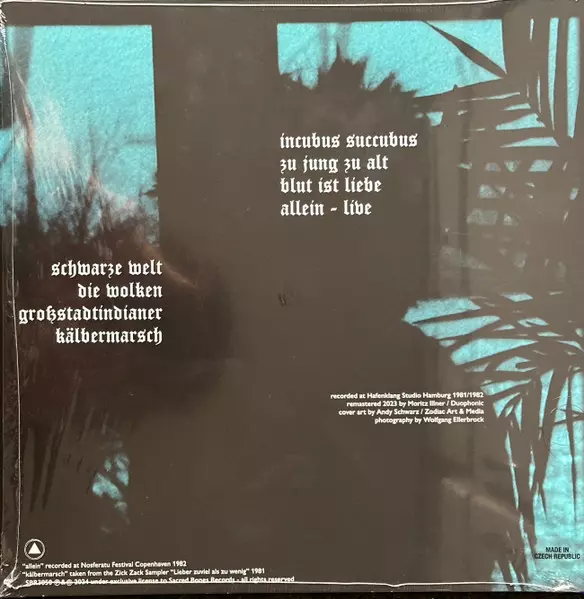 incubus succubus
zu jung zu alt
blut ist liebe
allein - live
schwarze welt
die wolken
großstadtindianer
kälbermarsch
recorded at Hafenklang Studio Hamburg 1981/1982
remastered 2023 by Moritz Illner / Duophonic
cover art by Andy Schwarz / Zodiac Art & Media
photography by Wolfgang Ellerbrock
"allein" recorded at Nosferatu Festival Copenhaven 1982
"kälbermarsch" taken from the Zick Zack Sampler "Lieber zuviel als zu wenig" 1981
SBR3059 ℗ & © 2024 under exclusive license to Sacred Bones Records - all rights reserved
MADE IN
CZECH REPUBLIC